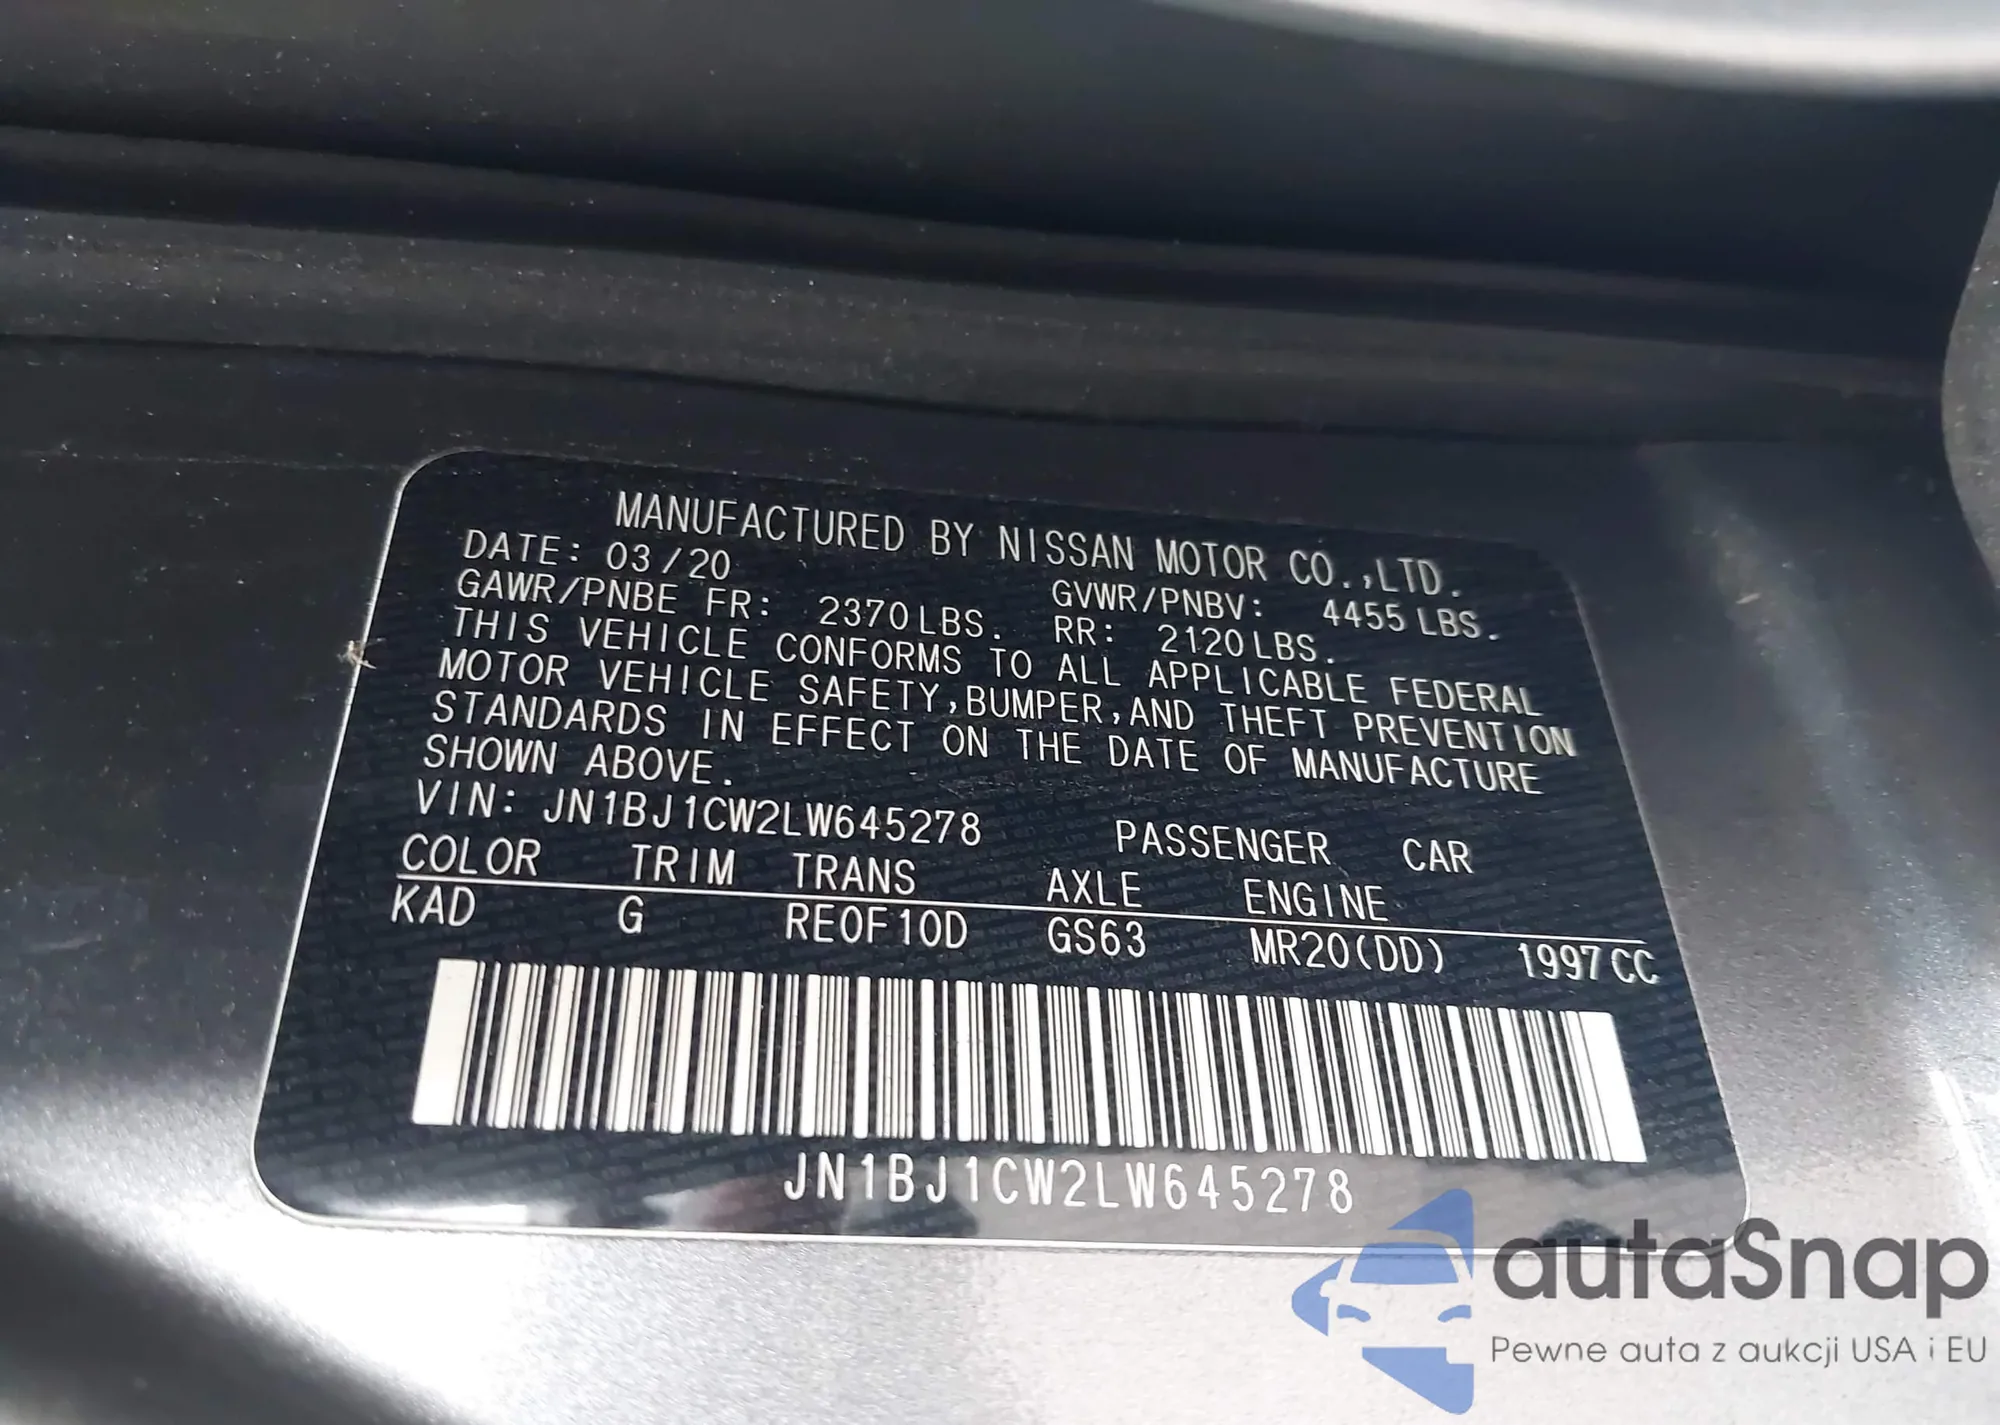 MANUFACTURED BY NISSAN MOTOR CO.,LTD.
DATE: 03/20
GVWR/PNBV: 4455 LBS.
GAWR/PNBE FR: 2370 LBS. RR: 2120 LBS.
THIS VEHICLE CONFORMS TO ALL APPLICABLE FEDERAL
MOTOR VEHICLE SAFETY,BUMPER,AND THEFT PREVENTION
STANDARDS IN EFFECT ON THE DATE OF MANUFACTURE
SHOWN ABOVE.
VIN: JN1BJ1CW2LW645278 PASSENGER CAR
COLOR TRIM TRANS AXLE ENGINE
KAD G REOF10D GS63 MR20(DD) 1997CC
JN1BJ1CW2LW645278
autaSnap
Pewne auta z aukcji USA i EU